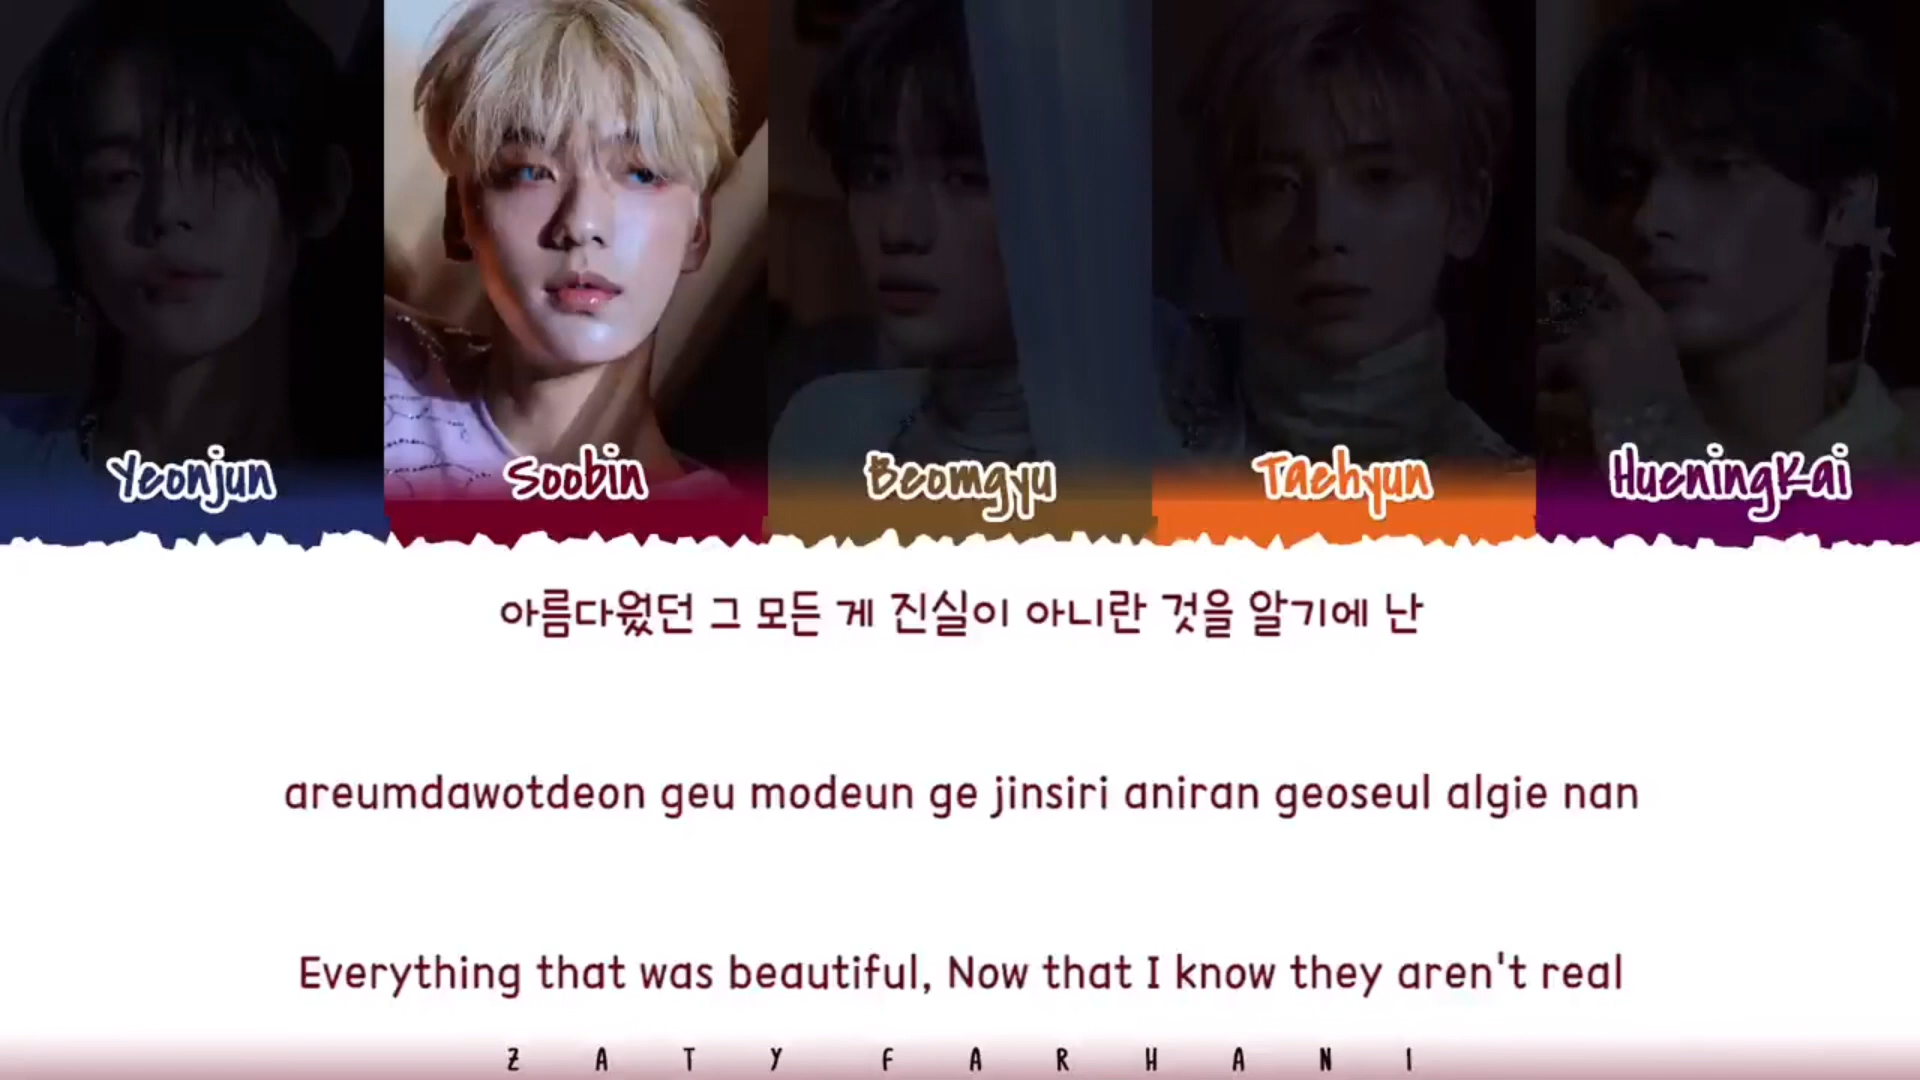 Yeonjun Soobin Beomgyu Taehyun HueningKai
아름다웠던 그 모든 게 진실이 아니란 것을 알기에 난
areumdawotdeon geu modeun ge jinsiri aniran geoseul algie nan
Everything that was beautiful, Now that I know they aren't real
ZATY FARHANI